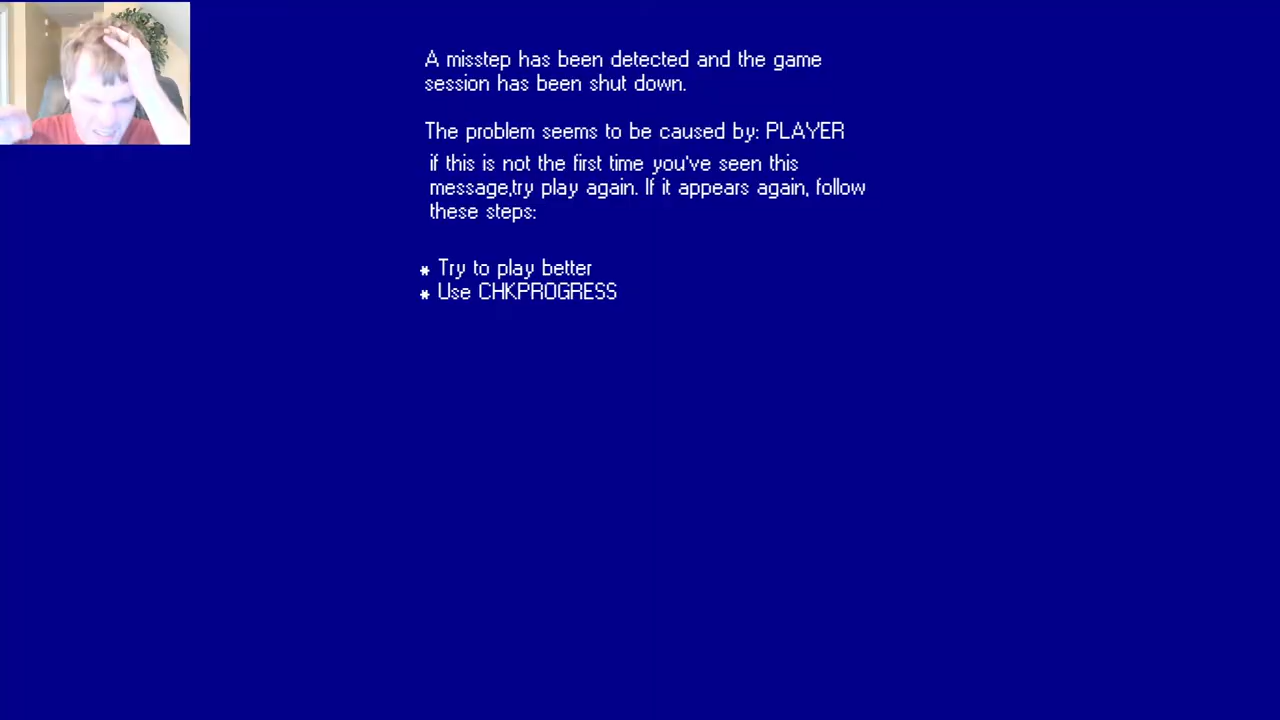 A misstep has been detected and the game
session has been shut down.
The problem seems to be caused by: PLAYER
if this is not the first time you've seen this
message,try play again. If it appears again, follow
these steps:
* Try to play better
* Use CHKPROGRESS